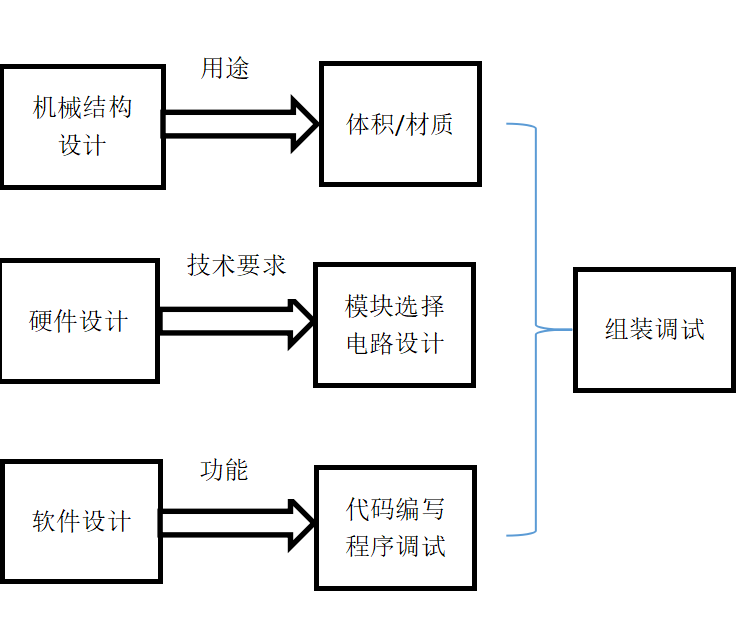 用途
机械结构
设计
体积/材质
技术要求
硬件设计
模块选择
电路设计
组装调试
功能
软件设计
代码编写
程序调试